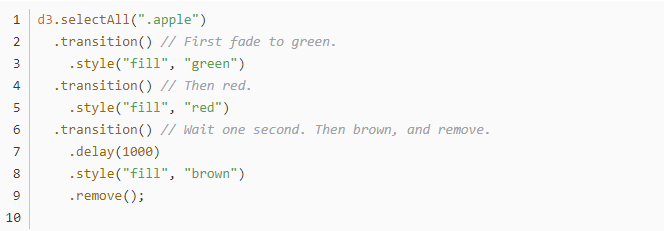 1 d3.selectAll(".apple")
2 .transition() // First fade to green.
3 .style("fill", "green")
4 .transition() // Then red.
5 .style("fill", "red")
6 .transition() // Wait one second. Then brown, and remove.
7 .delay(1000)
8 .style("fill", "brown")
9 .remove();
10